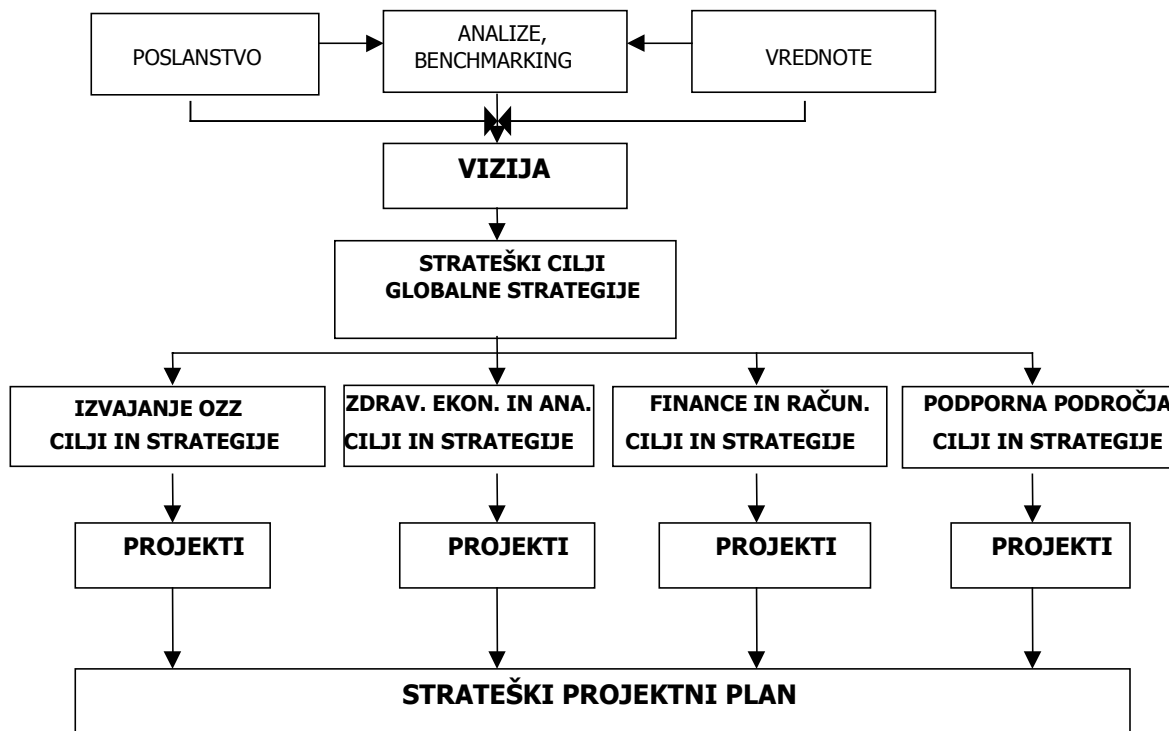 POSLANSTVO
ANALIZE,
BENCHMARKING
VREDNOTE
VIZIJA
STRATEŠKI CILJI
GLOBALNE STRATEGIJE
IZVAJANJE OZZ
CILJI IN STRATEGIJE
ZDRAV. EKON. IN ANA.
CILJI IN STRATEGIJE
FINANCE IN RAČUN.
CILJI IN STRATEGIJE
PODPORNA PODROČJA
CILJI IN STRATEGIJE
PROJEKTI
PROJEKTI
PROJEKTI
PROJEKTI
STRATEŠKI PROJEKTNI PLAN